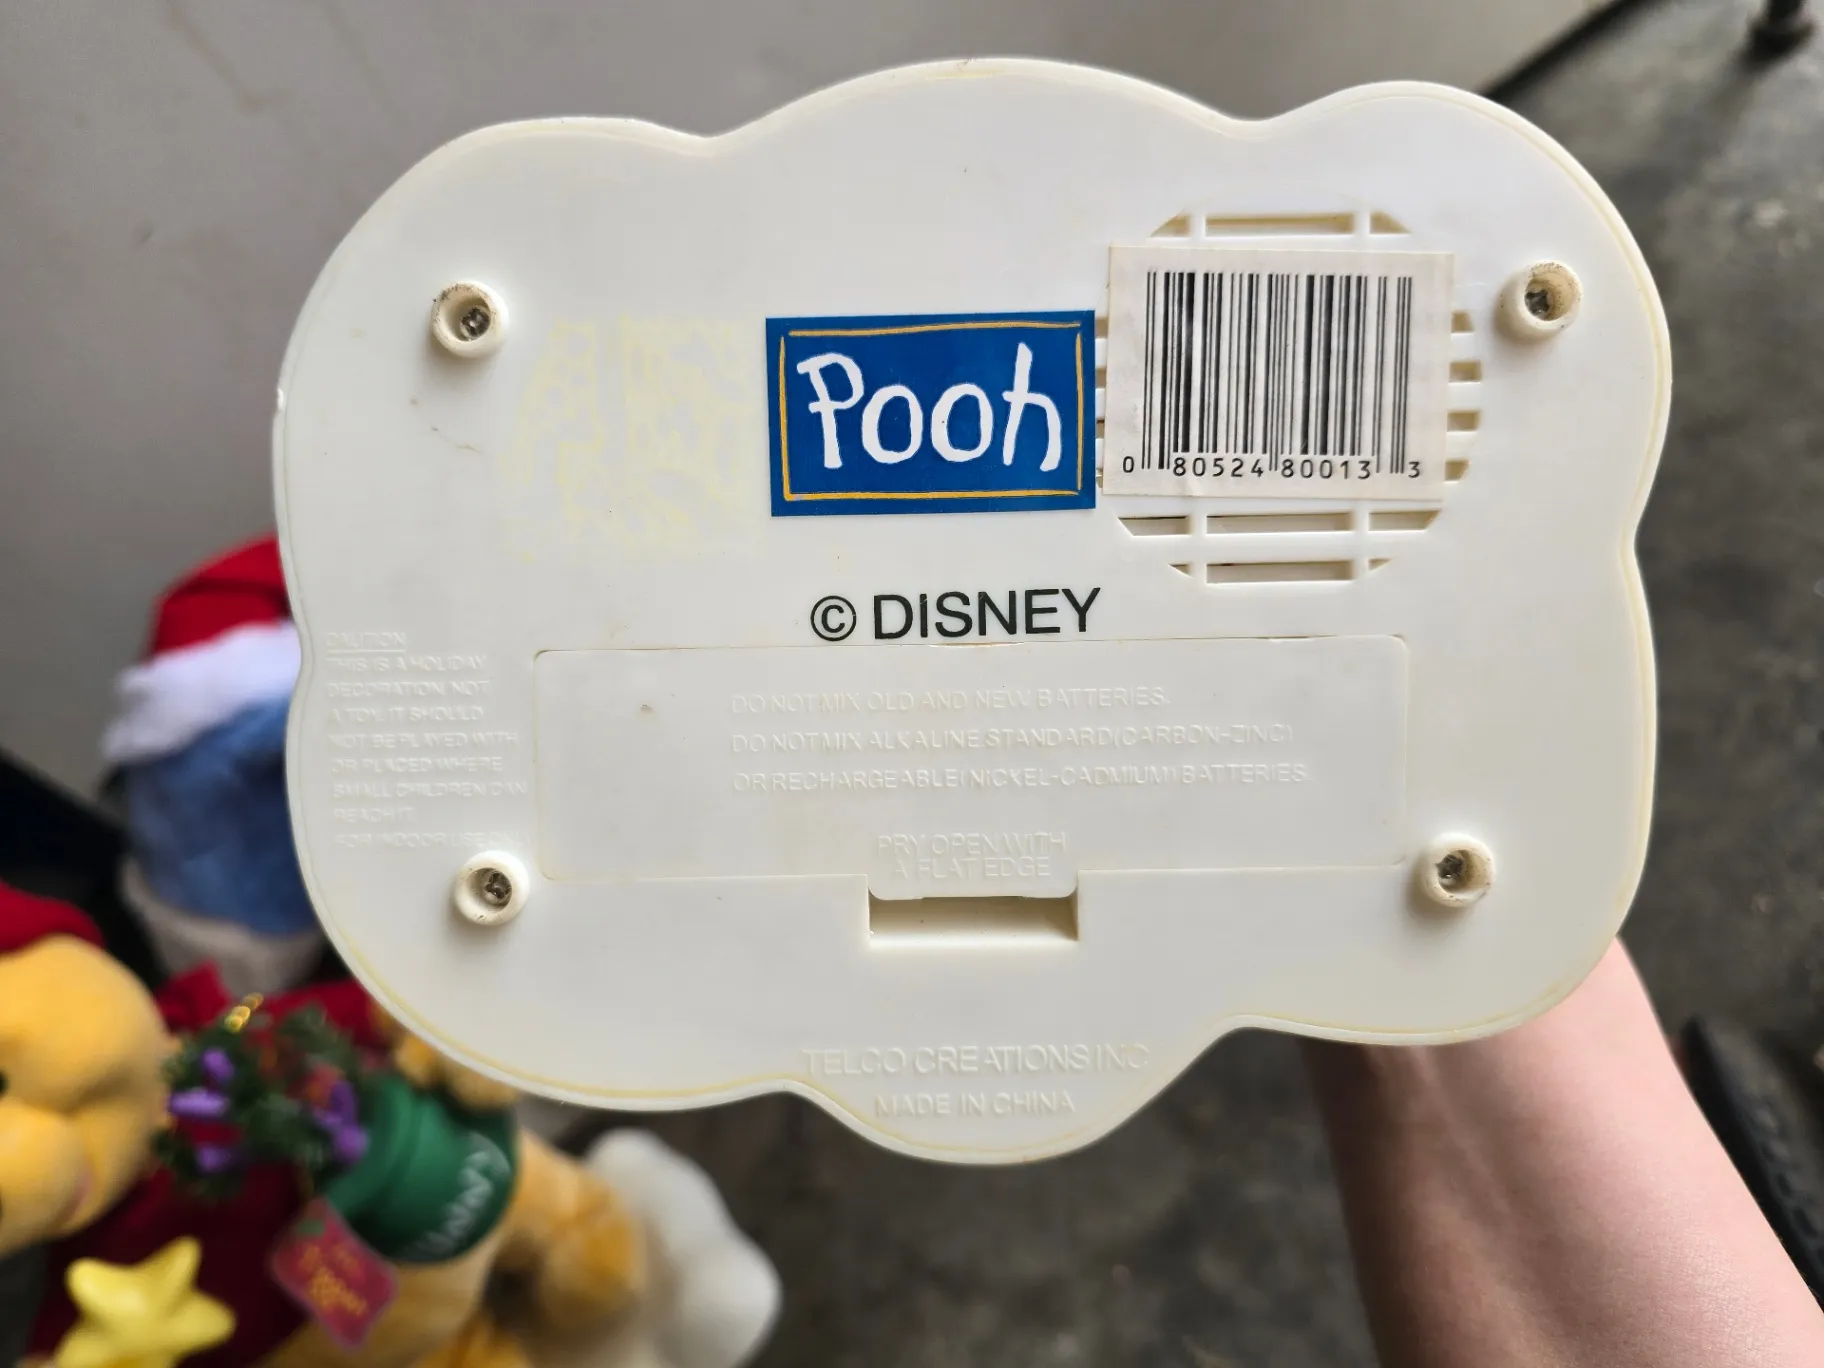 Pooh
0 80524 80013 3
© DISNEY
CAUTION
THIS IS A HOLIDAY
DECORATION NOT
A TOY. IT SHOULD
NOT BE PLAYED WITH
OR PLACED WHERE
SMALL CHILDREN CAN
REACH IT.
FOR INDOOR USE ONLY
DO NOT MIX OLD AND NEW BATTERIES.
DO NOT MIX ALKALINE, STANDARD (CARBON-ZINC)
OR RECHARGEABLE (NICKEL-CADMIUM) BATTERIES.
PRY OPEN WITH
A FLAT EDGE
TELCO CREATIONS INC
MADE IN CHINA